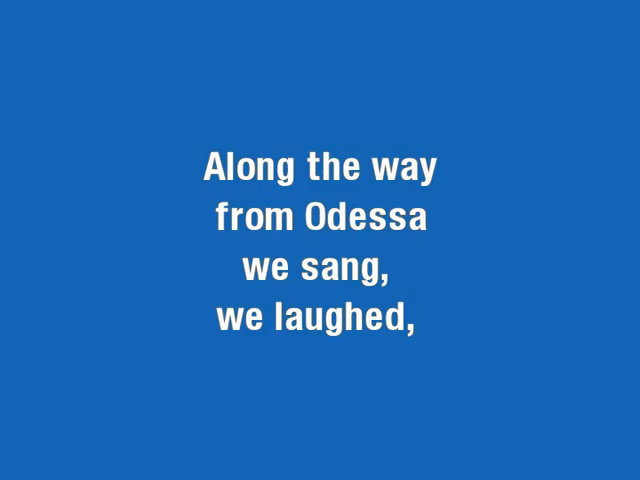 Along the way
from Odessa
we sang,
we laughed,